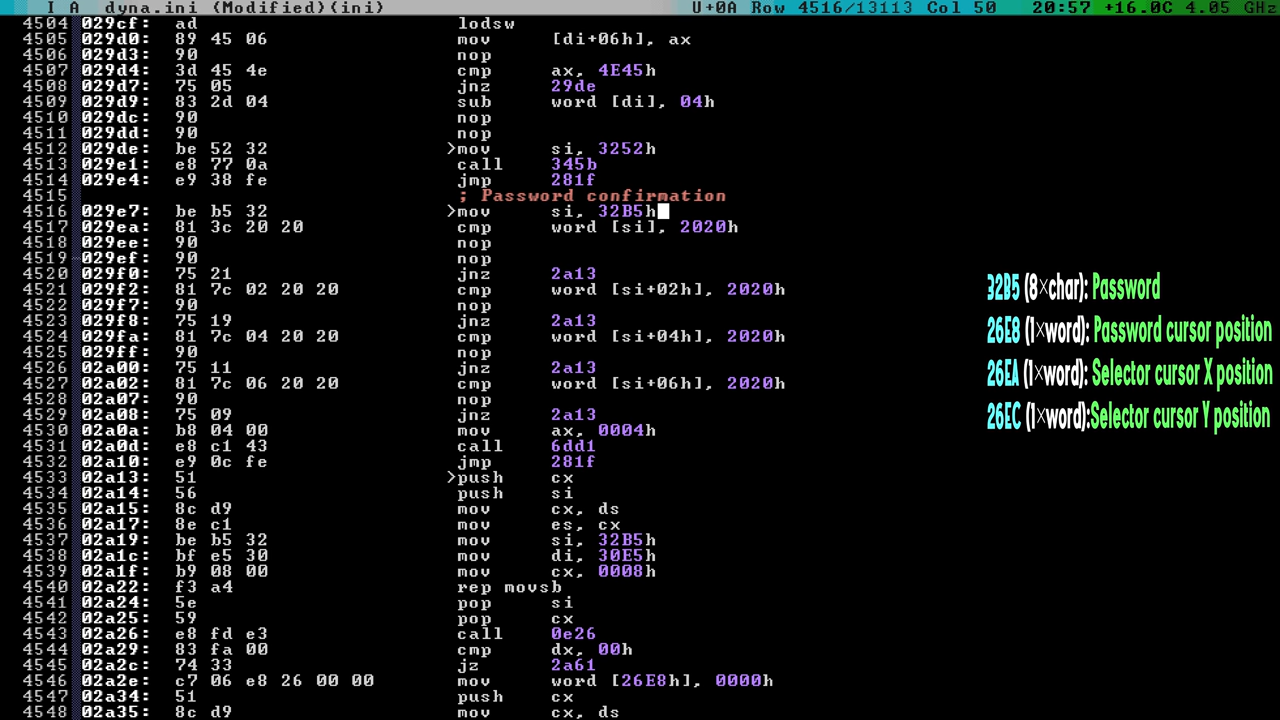 I A dyna.ini (Modified)(ini) U+0A Row 4516/13113 Col 50 20:57 +16.0C 4.05 GHz
4504 029cf: ad lodsw
4505 029d0: 89 45 06 mov [di+06h], ax
4506 029d3: 90 nop
4507 029d4: 3d 45 4e cmp ax, 4E45h
4508 029d7: 75 05 jnz 29de
4509 029d9: 83 2d 04 sub word [di], 04h
4510 029dc: 90 nop
4511 029dd: 90 nop
4512 029de: be 52 32 >mov si, 3252h
4513 029e1: e8 77 0a call 345b
4514 029e4: e9 38 fe jmp 281f
4515 ; Password confirmation
4516 029e7: be b5 32 >mov si, 32B5h
4517 029ea: 81 3c 20 20 cmp word [si], 2020h
4518 029ee: 90 nop
4519 029ef: 90 nop
4520 029f0: 75 21 jnz 2a13
4521 029f2: 81 7c 02 20 20 cmp word [si+02h], 2020h
4522 029f7: 90 nop
4523 029f8: 75 19 jnz 2a13
4524 029fa: 81 7c 04 20 20 cmp word [si+04h], 2020h
4525 029ff: 90 nop
4526 02a00: 75 11 jnz 2a13
4527 02a02: 81 7c 06 20 20 cmp word [si+06h], 2020h
4528 02a07: 90 nop
4529 02a08: 75 09 jnz 2a13
4530 02a0a: b8 04 00 mov ax, 0004h
4531 02a0d: e8 c1 43 call 6dd1
4532 02a10: e9 0c fe jmp 281f
4533 02a13: 51 >push cx
4534 02a14: 56 push si
4535 02a15: 8c d9 mov cx, ds
4536 02a17: 8e c1 mov es, cx
4537 02a19: be b5 32 mov si, 32B5h
4538 02a1c: bf e5 30 mov di, 30E5h
4539 02a1f: b9 08 00 mov cx, 0008h
4540 02a22: f3 a4 rep movsb
4541 02a24: 5e pop si
4542 02a25: 59 pop cx
4543 02a26: e8 fd e3 call 0e26
4544 02a29: 83 fa 00 cmp dx, 00h
4545 02a2c: 74 33 jz 2a61
4546 02a2e: c7 06 e8 26 00 00 mov word [26E8h], 0000h
4547 02a34: 51 push cx
4548 02a35: 8c d9 mov cx, ds
32B5 (8×char): Password
26E8 (1×word): Password cursor position
26EA (1×word): Selector cursor X position
26EC (1×word):Selector cursor Y position